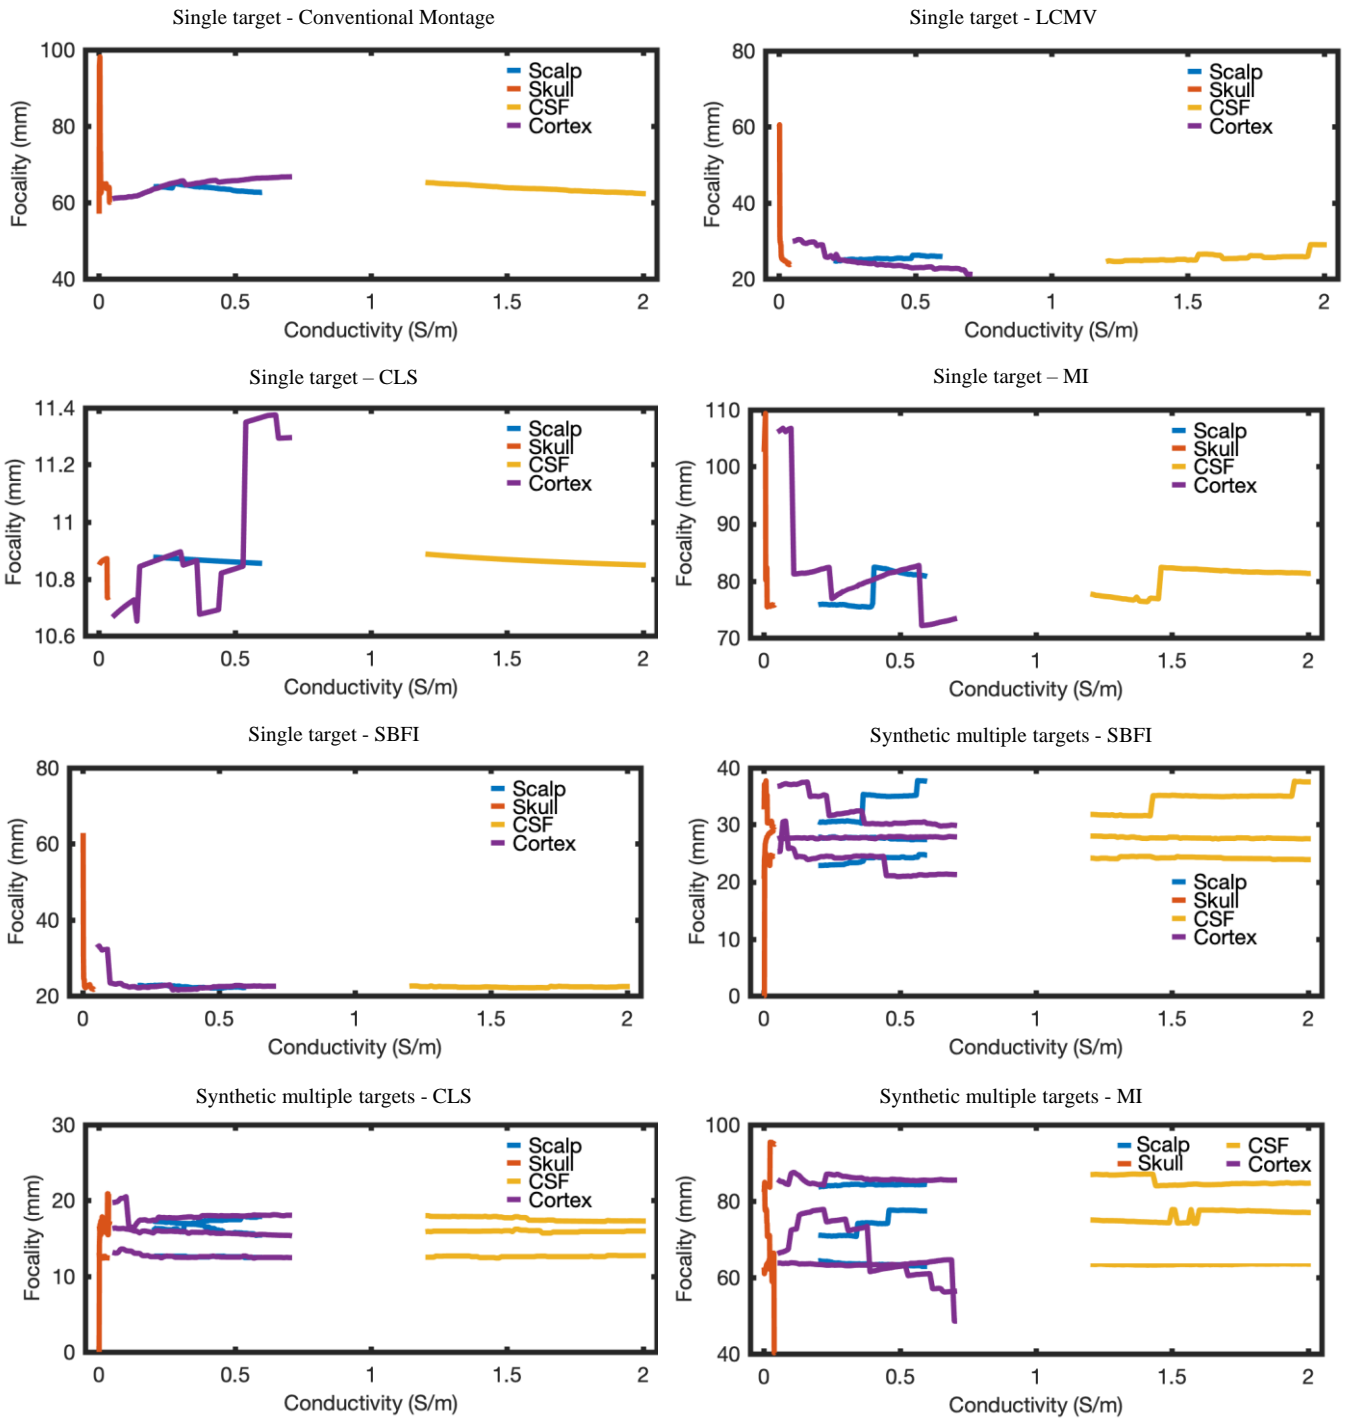 Single target - Conventional Montage
100
80
60
40
Focality (mm)
Scalp
Skull
CSF
Cortex
0 0.5 1 1.5 2
Conductivity (S/m)
Single target - LCMV
80
60
40
20
Focality (mm)
Scalp
Skull
CSF
Cortex
0 0.5 1 1.5 2
Conductivity (S/m)
Single target – CLS
11.4
11.2
11
10.8
10.6
Focality (mm)
Scalp
Skull
CSF
Cortex
0 0.5 1 1.5 2
Conductivity (S/m)
Single target – MI
110
100
90
80
70
Focality (mm)
Scalp
Skull
CSF
Cortex
0 0.5 1 1.5 2
Conductivity (S/m)
Single target - SBFI
80
60
40
20
Focality (mm)
Scalp
Skull
CSF
Cortex
0 0.5 1 1.5 2
Conductivity (S/m)
Synthetic multiple targets - SBFI
40
30
20
10
0
Focality (mm)
Scalp
Skull
CSF
Cortex
0 0.5 1 1.5 2
Conductivity (S/m)
Synthetic multiple targets - CLS
30
20
10
0
Focality (mm)
Scalp
Skull
CSF
Cortex
0 0.5 1 1.5 2
Conductivity (S/m)
Synthetic multiple targets - MI
100
80
60
40
Focality (mm)
Scalp CSF
Skull Cortex
0 0.5 1 1.5 2
Conductivity (S/m)